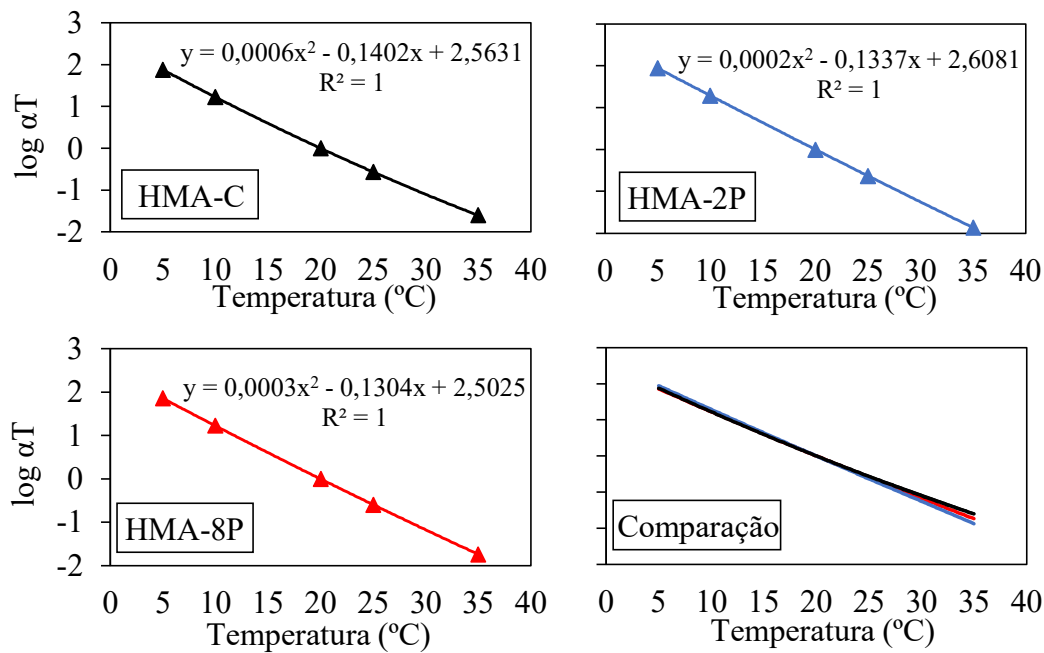 3
2
1
0
-1
-2
log αT
y = 0,0006x² - 0,1402x + 2,5631
R² = 1
HMA-C
0 5 10 15 20 25 30 35 40
Temperatura (ºC)
y = 0,0002x² - 0,1337x + 2,6081
R² = 1
HMA-2P
0 5 10 15 20 25 30 35 40
Temperatura (ºC)
3
2
1
0
-1
-2
log αT
y = 0,0003x² - 0,1304x + 2,5025
R² = 1
HMA-8P
0 5 10 15 20 25 30 35 40
Temperatura (ºC)
Comparação
0 5 10 15 20 25 30 35 40
Temperatura (ºC)